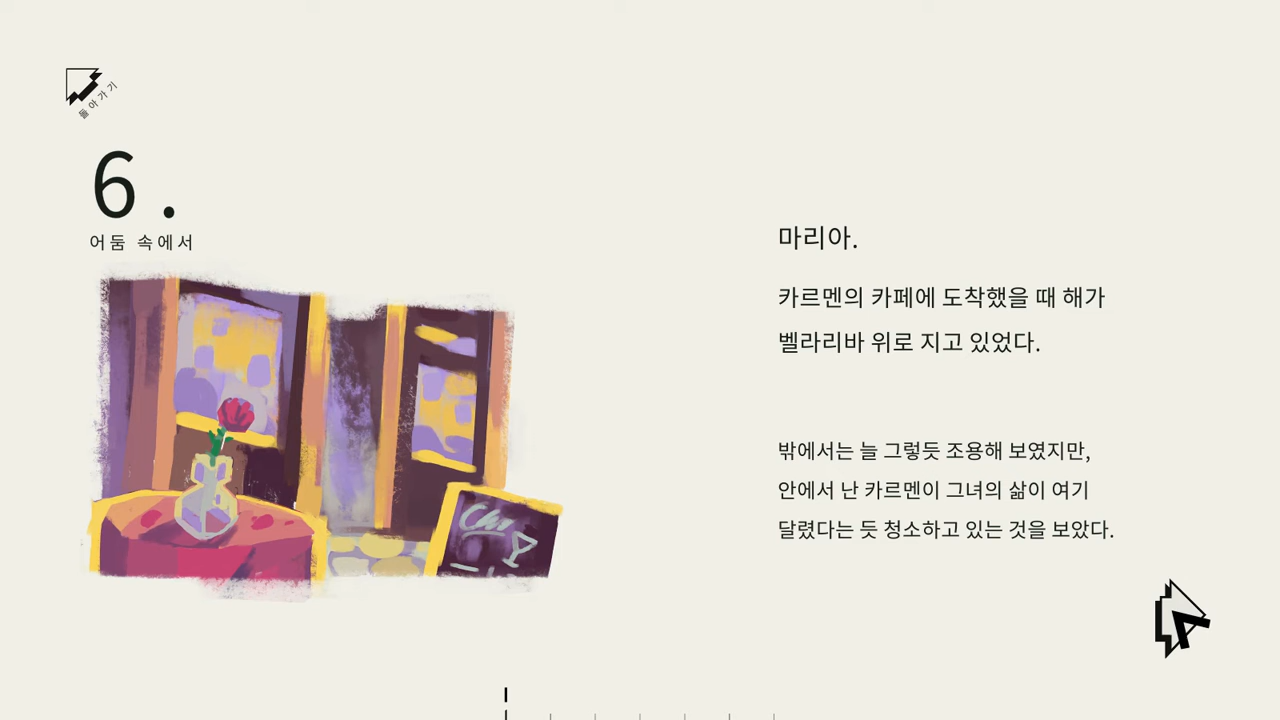 돌아가기
6.
어둠 속에서
마리아.
카르멘의 카페에 도착했을 때 해가
벨라리바 위로 지고 있었다.
밖에서는 늘 그렇듯 조용해 보였지만,
안에서 난 카르멘이 그녀의 삶이 여기
달렸다는 듯 청소하고 있는 것을 보았다.